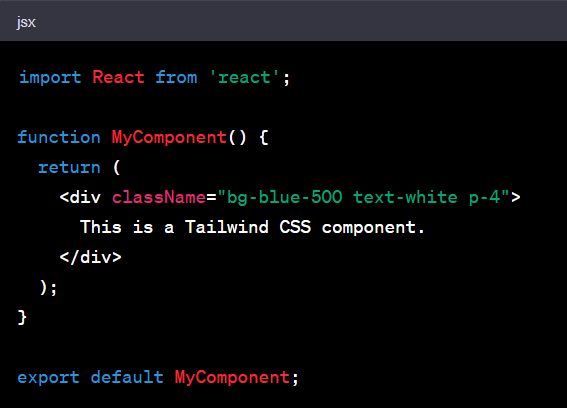 jsx
import React from 'react';
function MyComponent() {
return (
<div className="bg-blue-500 text-white p-4">
This is a Tailwind CSS component.
</div>
);
}
export default MyComponent;